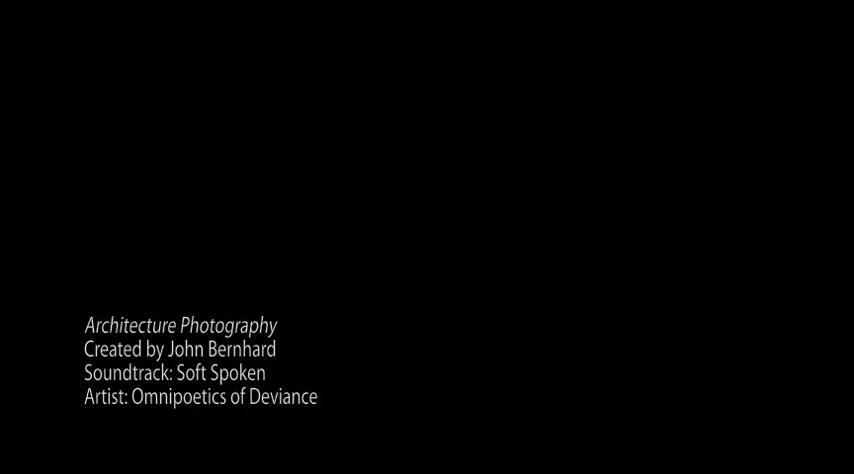 Architecture Photography
Created by John Bernhard
Soundtrack: Soft Spoken
Artist: Omnipoetics of Deviance